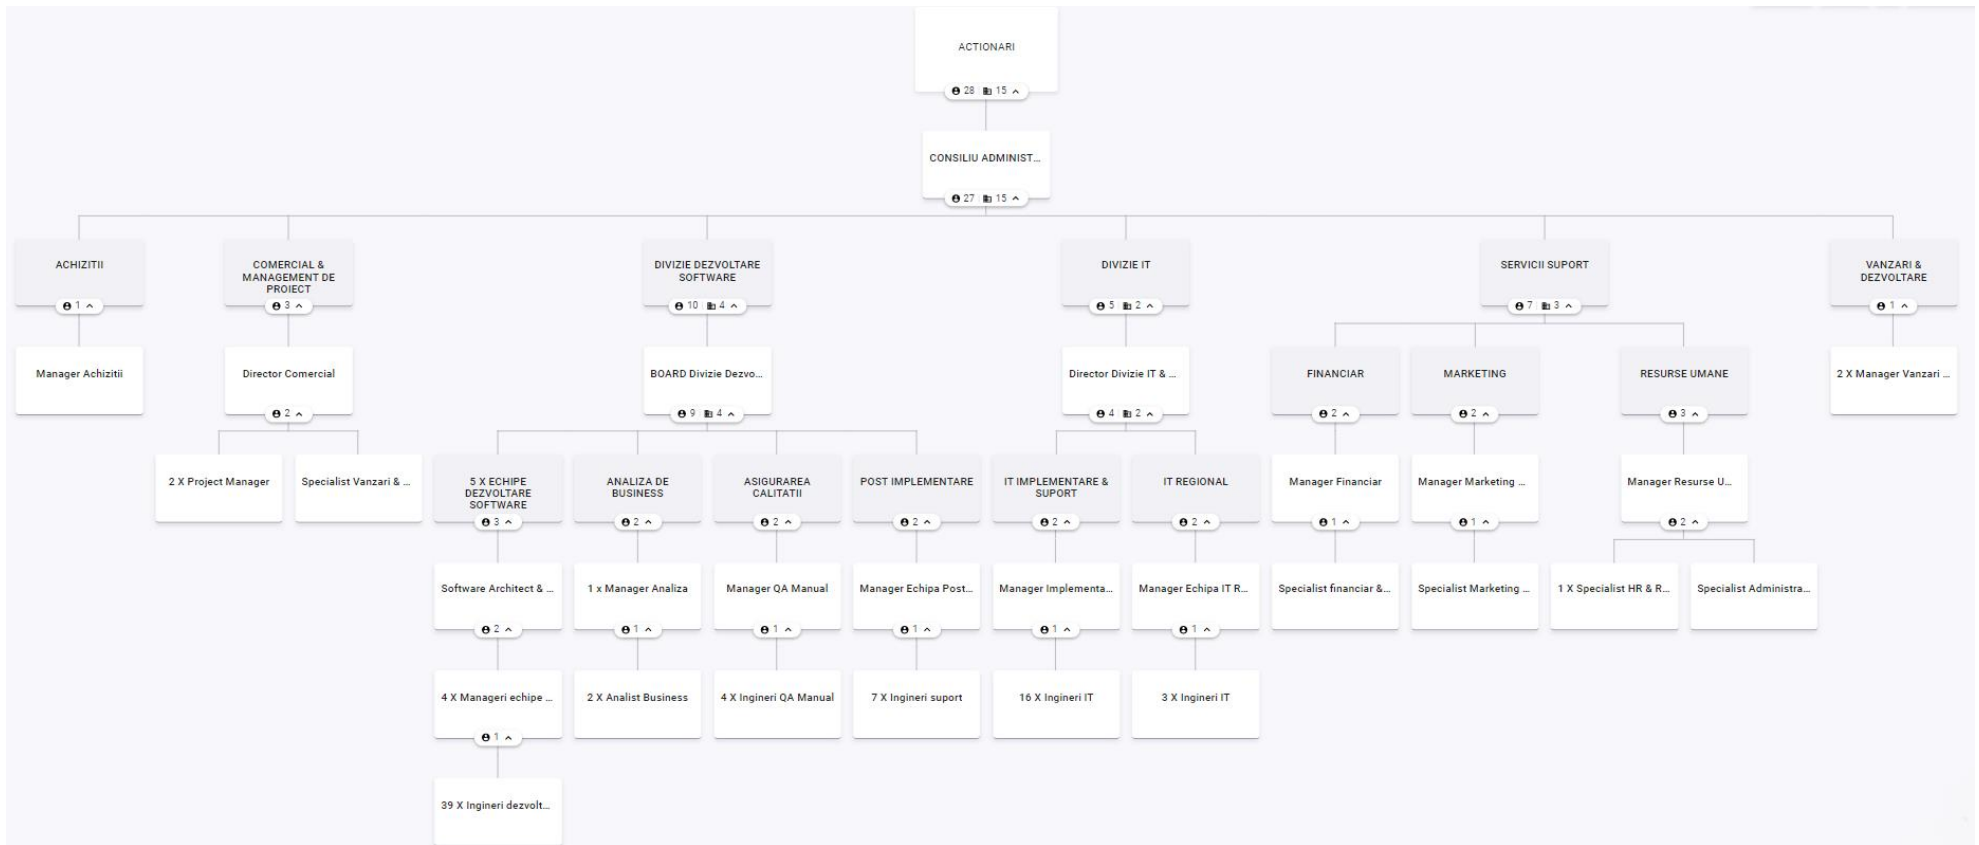 ACTIONARI
28 15
CONSILIU ADMINIST...
27 15
ACHIZITII
1
COMERCIAL &
MANAGEMENT DE
PROIECT
3
DIVIZIE DEZVOLTARE
SOFTWARE
10 4
DIVIZIE IT
5 2
SERVICII SUPORT
7 3
VANZARI &
DEZVOLTARE
1
Manager Achizitii
Director Comercial
2
BOARD Divizie Dezvo...
9 4
Director Divizie IT & ...
4 2
FINANCIAR
2
MARKETING
2
RESURSE UMANE
3
2 X Manager Vanzari ...
2 X Project Manager
Specialist Vanzari & ...
5 X ECHIPE
DEZVOLTARE
SOFTWARE
3
ANALIZA DE
BUSINESS
2
ASIGURAREA
CALITATII
2
POST IMPLEMENTARE
2
IT IMPLEMENTARE &
SUPORT
2
IT REGIONAL
2
Manager Financiar
1
Manager Marketing ...
1
Manager Resurse U...
2
Software Architect & ...
2
1 x Manager Analiza
1
Manager QA Manual
1
Manager Echipa Post...
1
Manager Implementa...
1
Manager Echipa IT R...
1
Specialist financiar &...
Specialist Marketing ...
1 X Specialist HR & R...
Specialist Administra...
4 X Manageri echipe ...
1
2 X Analist Business
4 X Ingineri QA Manual
7 X Ingineri suport
16 X Ingineri IT
3 X Ingineri IT
39 X Ingineri dezvolt...